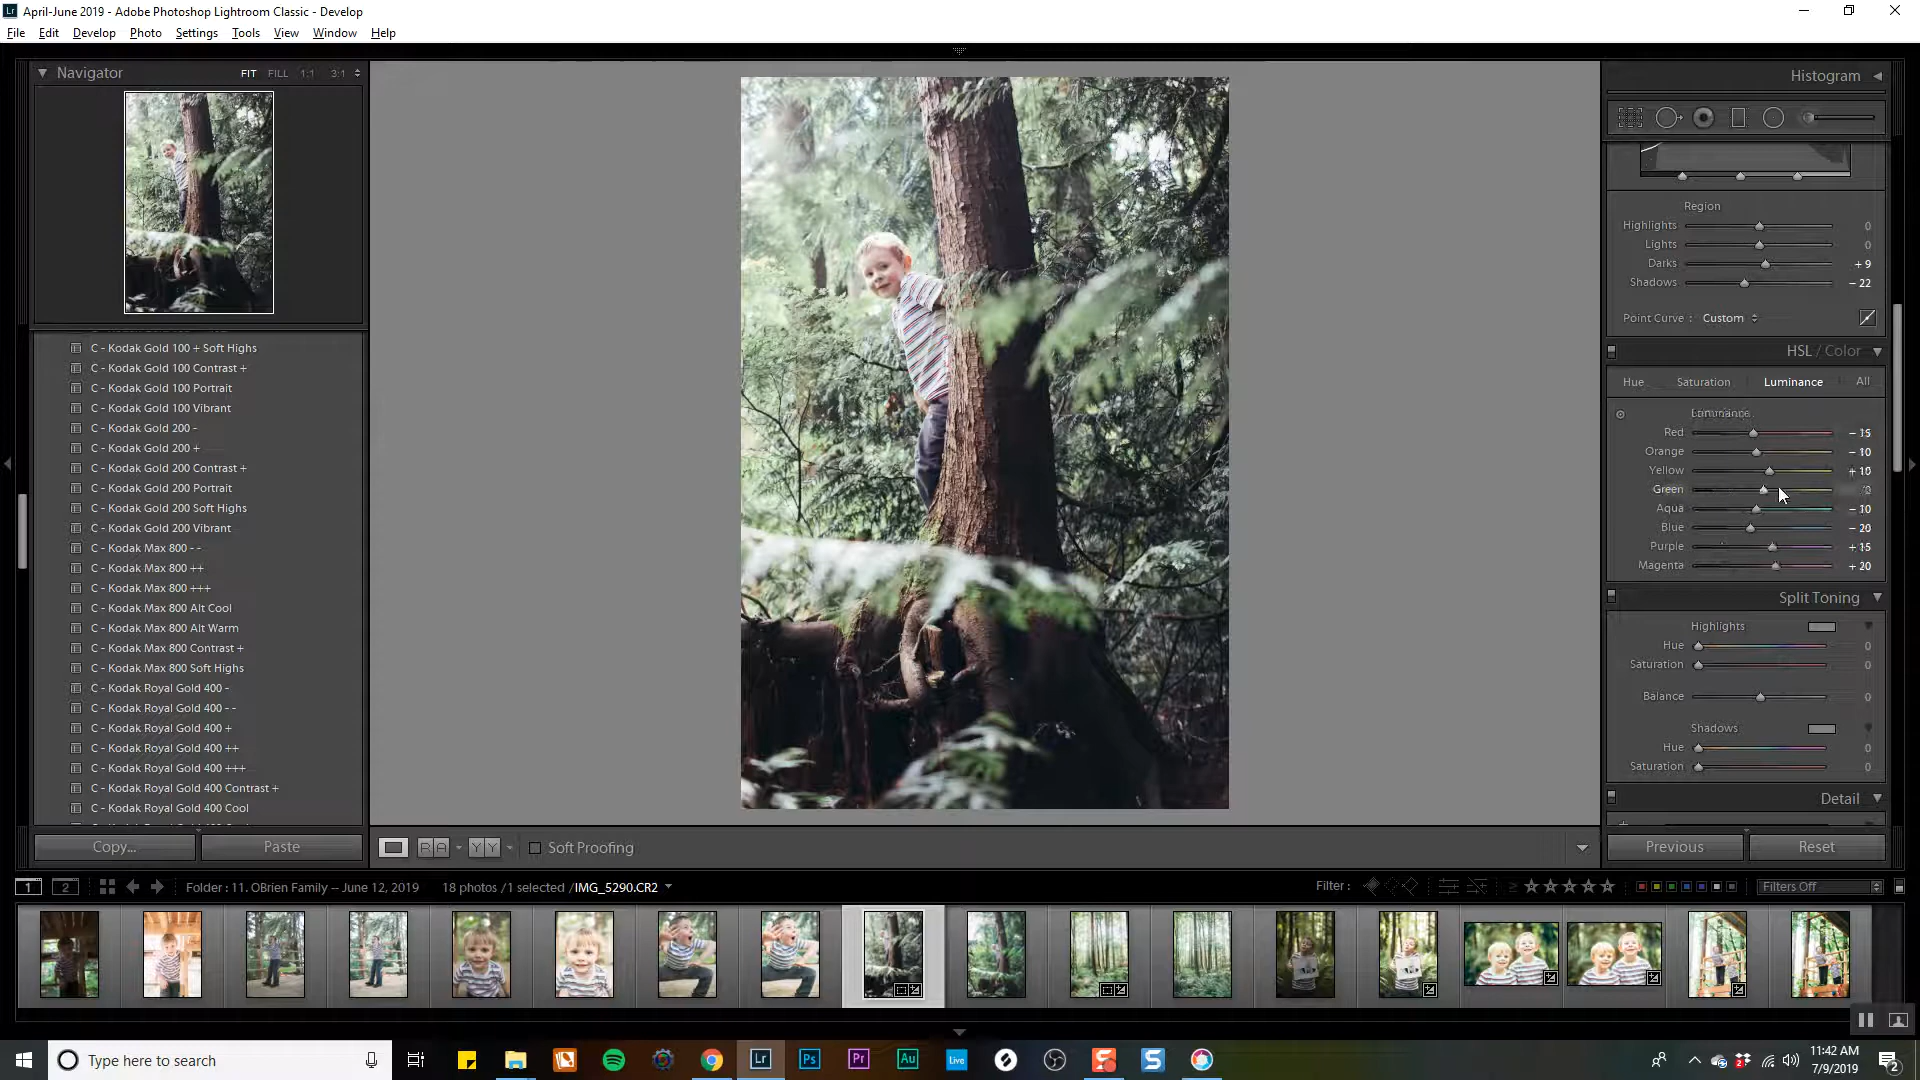 April-June 2019 - Adobe Photoshop Lightroom Classic - Develop
File Edit Develop Photo Settings Tools View Window Help
Navigator FIT FILL 1:1 3:1
C - Kodak Gold 100 + Soft Highs
C - Kodak Gold 100 Contrast +
C - Kodak Gold 100 Portrait
C - Kodak Gold 100 Vibrant
C - Kodak Gold 200 -
C - Kodak Gold 200 +
C - Kodak Gold 200 Contrast +
C - Kodak Gold 200 Portrait
C - Kodak Gold 200 Soft Highs
C - Kodak Gold 200 Vibrant
C - Kodak Max 800 - -
C - Kodak Max 800 ++
C - Kodak Max 800 +++
C - Kodak Max 800 Alt Cool
C - Kodak Max 800 Alt Warm
C - Kodak Max 800 Contrast +
C - Kodak Max 800 Soft Highs
C - Kodak Royal Gold 400 -
C - Kodak Royal Gold 400 - -
C - Kodak Royal Gold 400 +
C - Kodak Royal Gold 400 ++
C - Kodak Royal Gold 400 +++
C - Kodak Royal Gold 400 Contrast +
C - Kodak Royal Gold 400 Cool
Copy... Paste
Soft Proofing
Histogram
Region
Highlights 0
Lights 0
Darks + 9
Shadows - 22
Point Curve : Custom
HSL / Color
Hue Saturation Luminance All
Luminance
Red - 15
Orange - 10
Yellow + 10
Green 0
Aqua - 10
Blue - 20
Purple + 15
Magenta + 20
Split Toning
Highlights
Hue 0
Saturation 0
Balance 0
Shadows
Hue 0
Saturation 0
Detail
Previous Reset
1 2 Folder : 11. OBrien Family -- June 12, 2019 18 photos / 1 selected / IMG_5290.CR2 Filter : Filters Off
Type here to search
Lr Ps Pr Au Live S
11:42 AM
7/9/2019
2